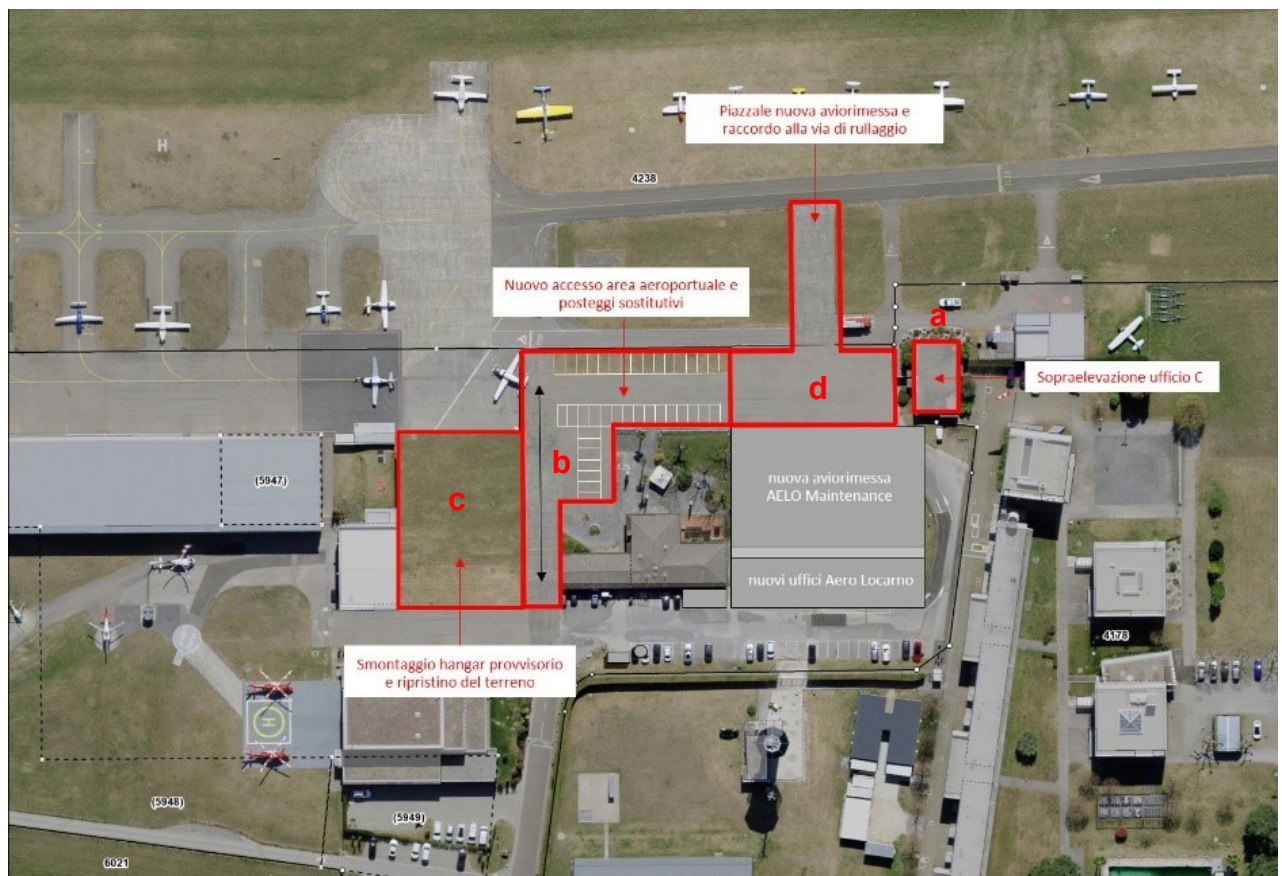 H
Piazzale nuova aviorimessa e
raccordo alla via di rullaggio
4238
Nuovo accesso area aeroportuale e
posteggi sostitutivi
a
Sopraelevazione ufficio C
d
b
(5947)
c
nuova aviorimessa
AELO Maintenance
nuovi uffici Aero Locarno
4178
Smontaggio hangar provvisorio
e ripristino del terreno
H
(5948)
(5949)
6021